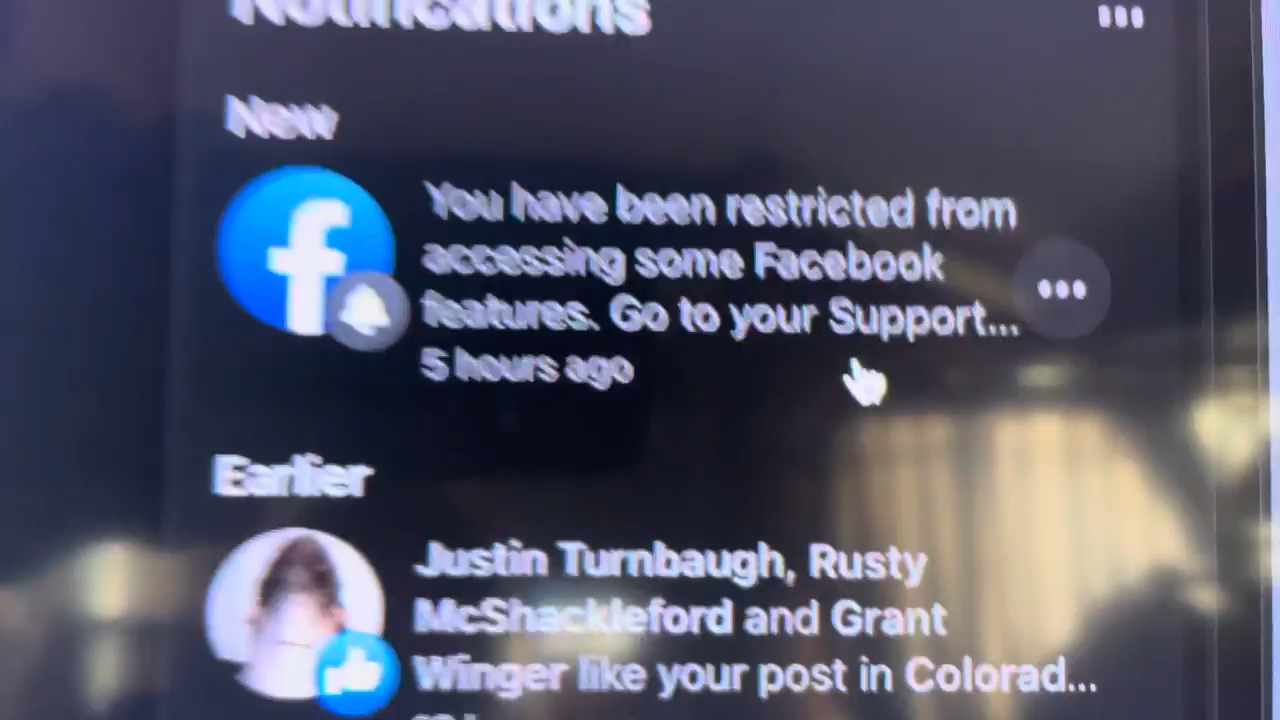 Notifications
New
You have been restricted from
accessing some Facebook
features. Go to your Support...
5 hours ago
Earlier
Justin Turnbaugh, Rusty
McShackleford and Grant
Winger like your post in Colorad...